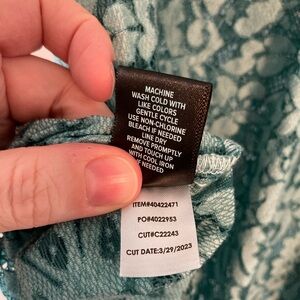 MACHINE
WASH COLD WITH
LIKE COLORS
GENTLE CYCLE
USE NON-CHLORINE
BLEACH IF NEEDED
LINE DRY
REMOVE PROMPTLY
AND TOUCH UP
WITH COOL IRON
IF NEEDED
ITEM#40422471
PO#4022953
CUT#C22243
CUT DATE:3/29/2023